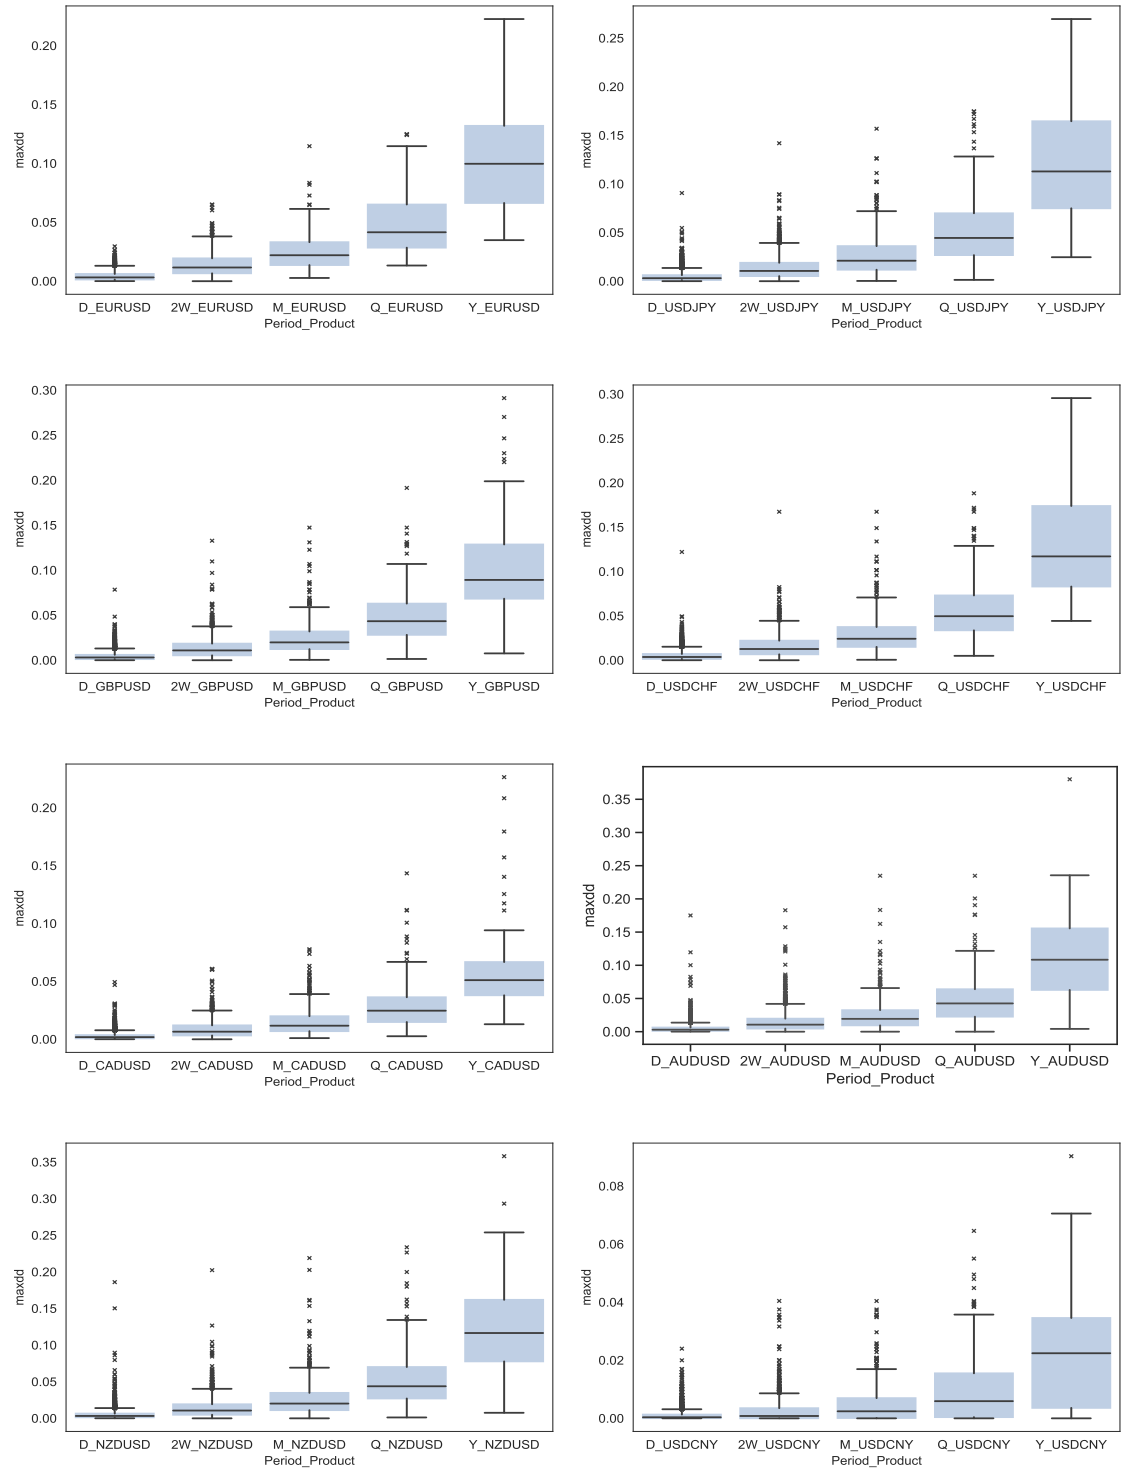 maxdd
0.20
0.15
0.10
0.05
0.00
D_EURUSD 2W_EURUSD M_EURUSD Q_EURUSD Y_EURUSD
Period_Product
maxdd
0.25
0.20
0.15
0.10
0.05
0.00
D_USDJPY 2W_USDJPY M_USDJPY Q_USDJPY Y_USDJPY
Period_Product
maxdd
0.30
0.25
0.20
0.15
0.10
0.05
0.00
D_GBPUSD 2W_GBPUSD M_GBPUSD Q_GBPUSD Y_GBPUSD
Period_Product
maxdd
0.30
0.25
0.20
0.15
0.10
0.05
0.00
D_USDCHF 2W_USDCHF M_USDCHF Q_USDCHF Y_USDCHF
Period_Product
maxdd
0.20
0.15
0.10
0.05
0.00
D_CADUSD 2W_CADUSD M_CADUSD Q_CADUSD Y_CADUSD
Period_Product
maxdd
0.35
0.30
0.25
0.20
0.15
0.10
0.05
0.00
D_AUDUSD 2W_AUDUSD M_AUDUSD Q_AUDUSD Y_AUDUSD
Period_Product
maxdd
0.35
0.30
0.25
0.20
0.15
0.10
0.05
0.00
D_NZDUSD 2W_NZDUSD M_NZDUSD Q_NZDUSD Y_NZDUSD
Period_Product
maxdd
0.08
0.06
0.04
0.02
0.00
D_USDCNY 2W_USDCNY M_USDCNY Q_USDCNY Y_USDCNY
Period_Product